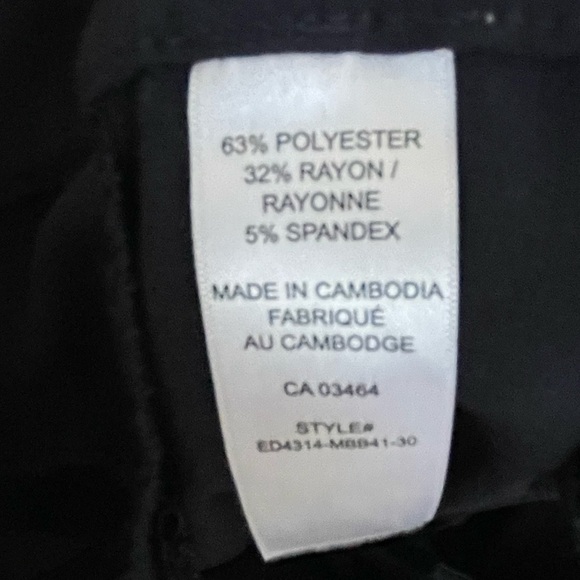 63% POLYESTER
32% RAYON /
RAYONNE
5% SPANDEX
MADE IN CAMBODIA
FABRIQUÉ
AU CAMBODGE
CA 03464
STYLE#
ED4314-MBB41-30